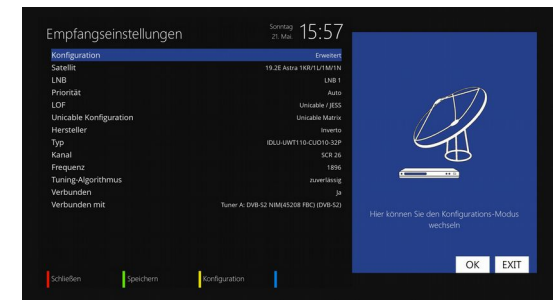 Empfangseinstellungen
Sonntag
21. Mai.
15:57
Konfiguration Erweitert
Satellit 19.2E Astra 1KR/1L/1M/1N
LNB LNB 1
Priorität Auto
LOF Unicable / JESS
Unicable Konfiguration Unicable Matrix
Hersteller Inverto
Typ IDLU-UWT110-CUO10-32P
Kanal SCR 26
Frequenz 1896
Tuning-Algorithmus zuverlässig
Verbunden Ja
Verbunden mit Tuner A: DVB-S2 NIM(45208 FBC) (DVB-S2)
Hier können Sie den Konfigurations-Modus
wechseln
OK EXIT
Schließen Speichern Konfiguration